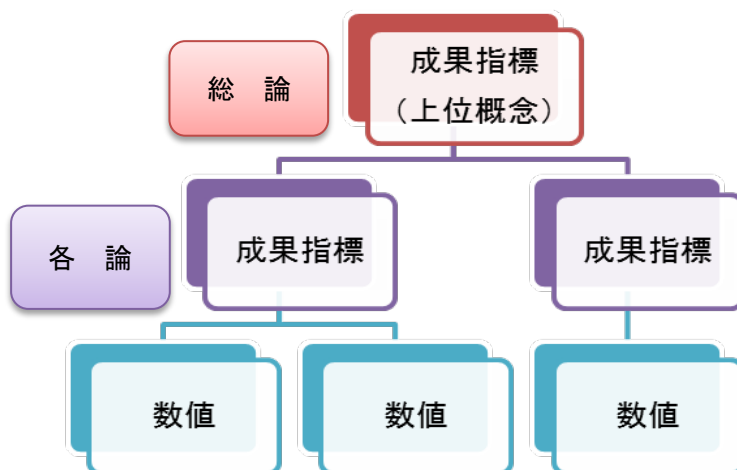 総　論
成果指標
（上位概念）
各　論
成果指標
成果指標
数値
数値
数値